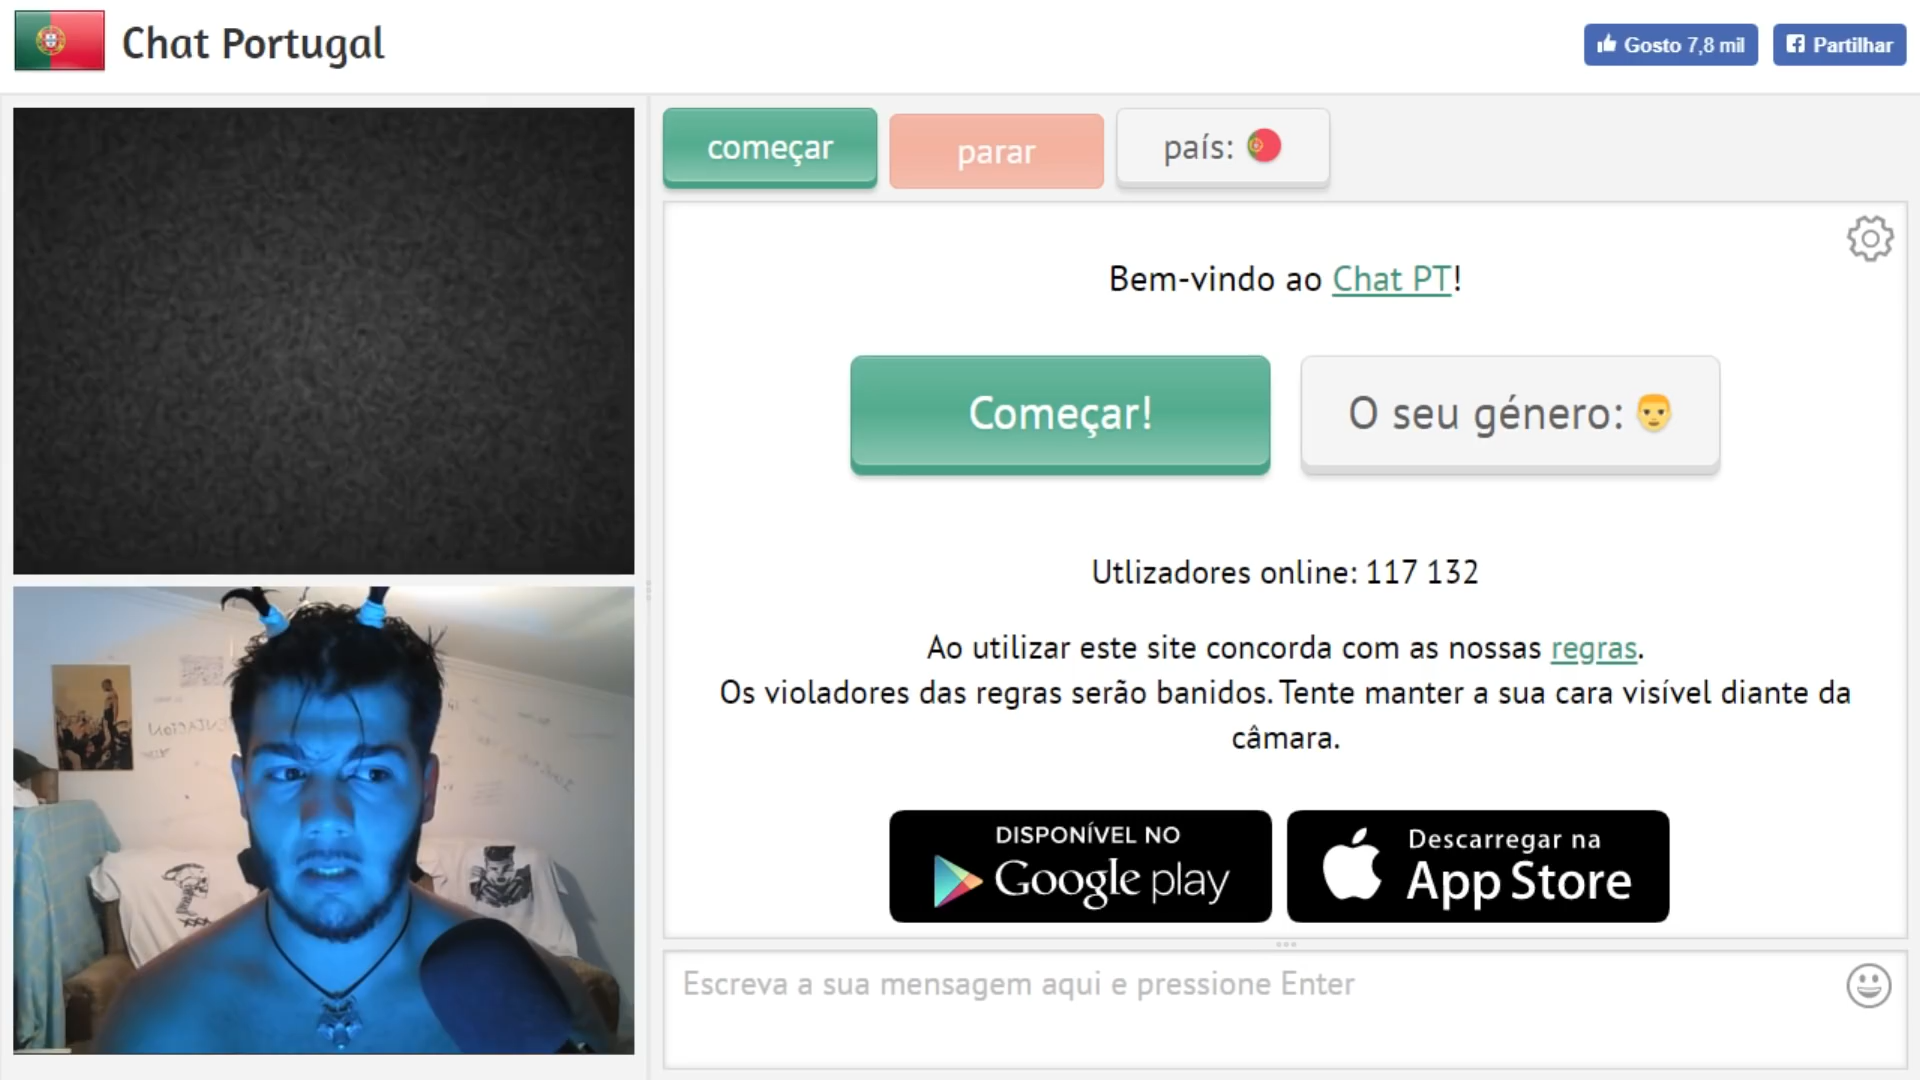 Chat Portugal
Gosto 7,8 mil
Partilhar
começar
parar
país:
Bem-vindo ao Chat PT!
Começar!
O seu género:
Utlizadores online: 117 132
Ao utilizar este site concorda com as nossas regras.
Os violadores das regras serão banidos. Tente manter a sua cara visível diante da
câmara.
DISPONÍVEL NO
Google play
Descarregar na
App Store
Escreva a sua mensagem aqui e pressione Enter